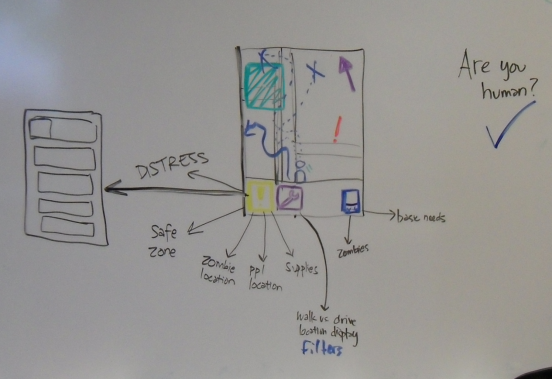 Are you
human?
DISTRESS
!
!
Safe
zone
zombie
location
ppl
location
supplies
zombies
basic needs
walk vs. drive
location display
Filters